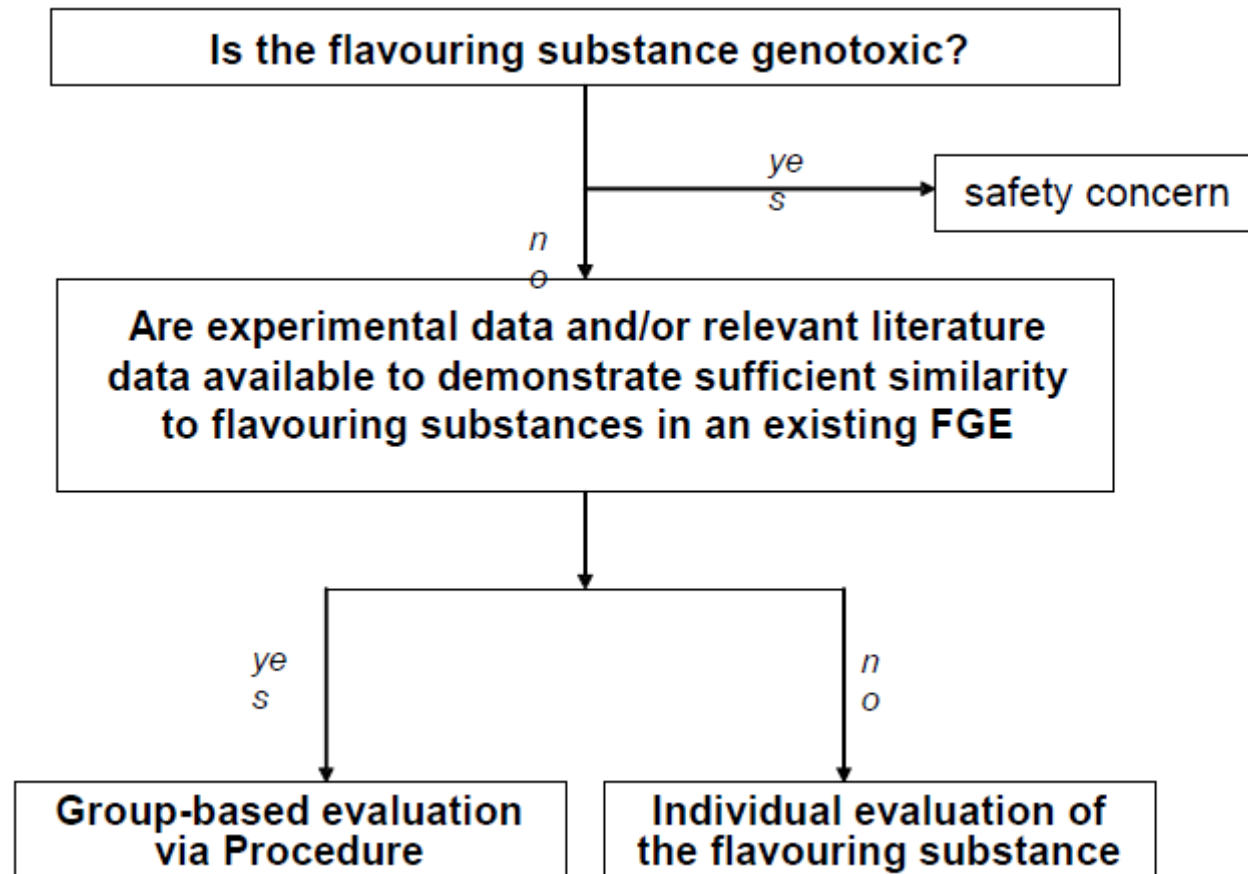 Is the flavouring substance genotoxic?
ye
s
safety concern
n
o
Are experimental data and/or relevant literature
data available to demonstrate sufficient similarity
to flavouring substances in an existing FGE
ye
s
n
o
Group-based evaluation
via Procedure
Individual evaluation of
the flavouring substance